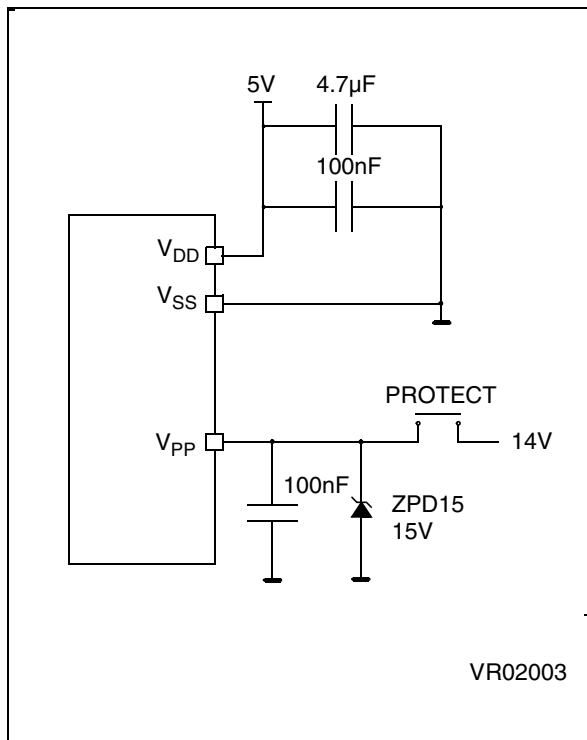 5V 4.7µF
100nF
VDD
VSS
PROTECT
VPP
14V
100nF
ZPD15
15V
VR02003